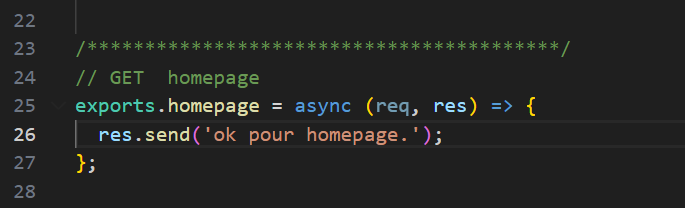 22
23 /*****************************************/
24 // GET  homepage
25 exports.homepage = async (req, res) => {
26 res.send('ok pour homepage.');
27 };
28